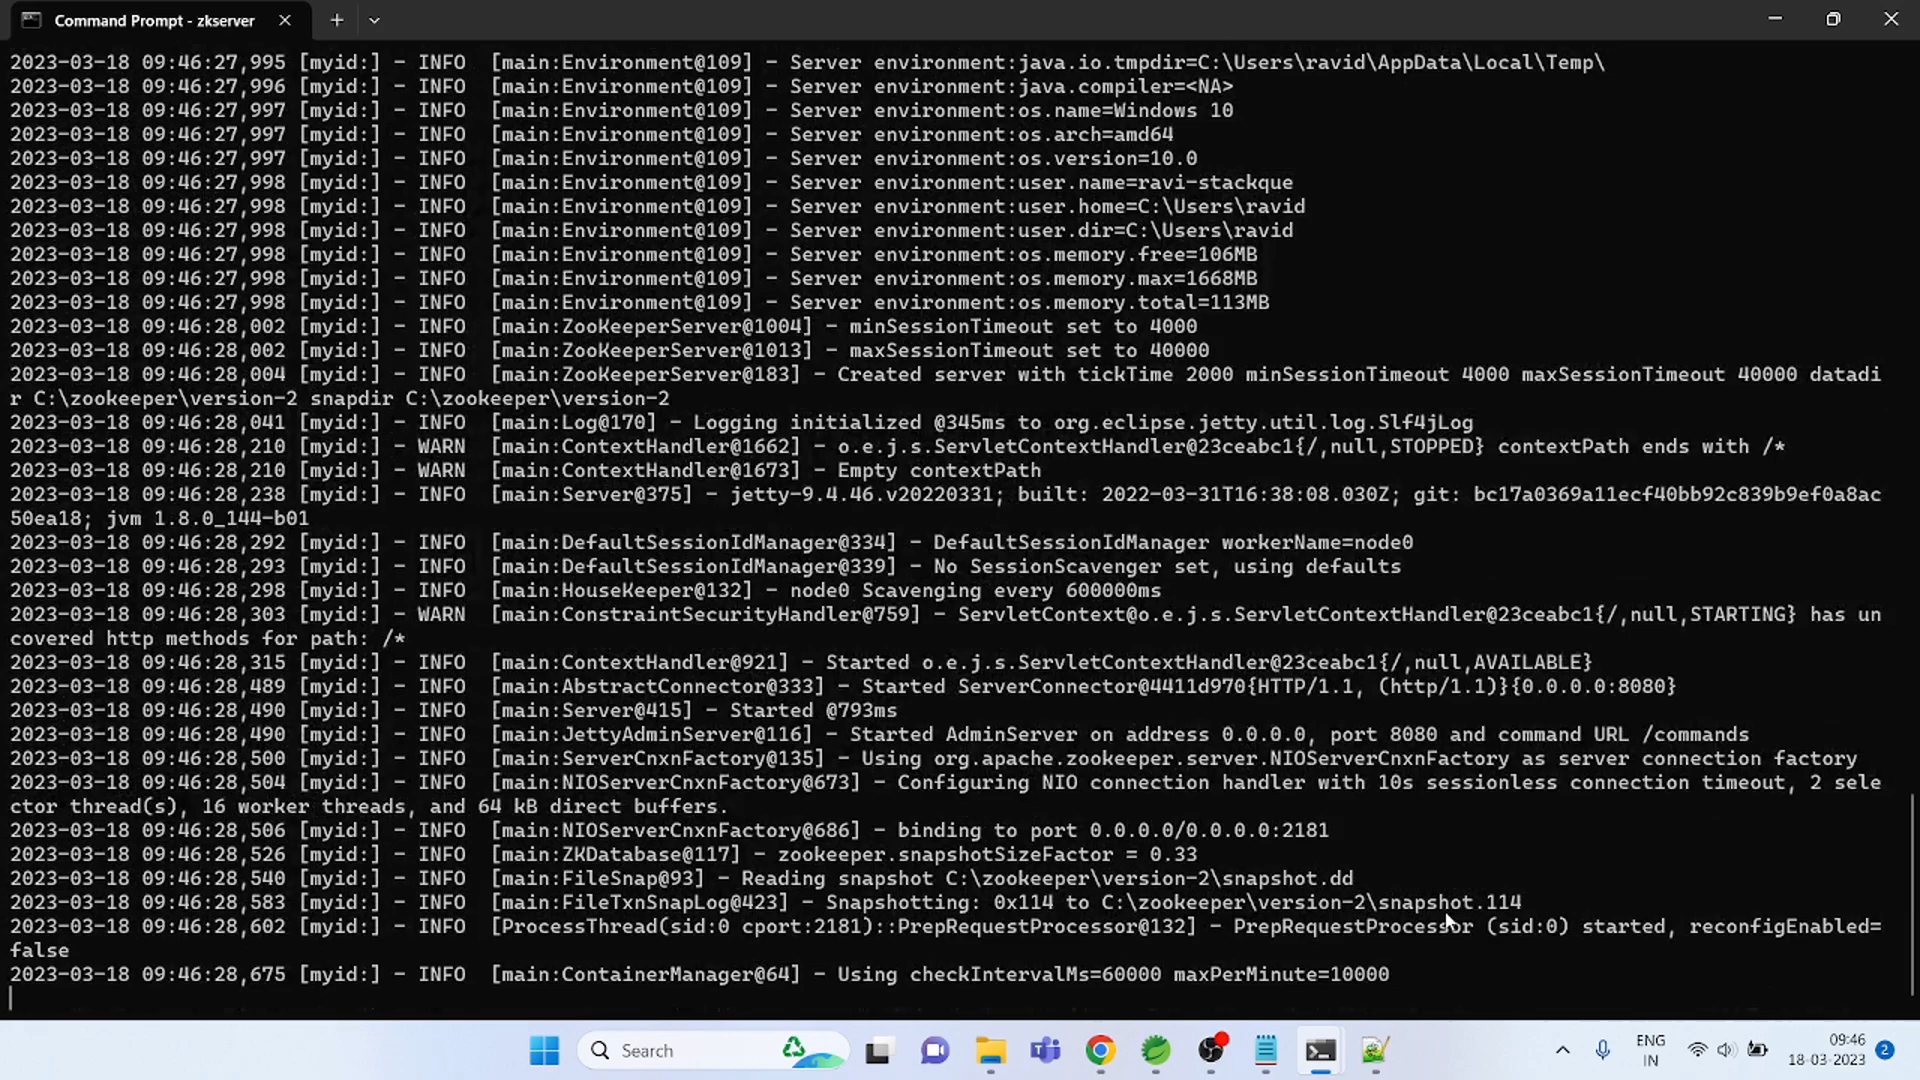 Command Prompt - zkserver
2023-03-18 09:46:27,995 [myid:] - INFO  [main:Environment@109] - Server environment:java.io.tmpdir=C:\Users\ravid\AppData\Local\Temp\
2023-03-18 09:46:27,996 [myid:] - INFO  [main:Environment@109] - Server environment:java.compiler=<NA>
2023-03-18 09:46:27,997 [myid:] - INFO  [main:Environment@109] - Server environment:os.name=Windows 10
2023-03-18 09:46:27,997 [myid:] - INFO  [main:Environment@109] - Server environment:os.arch=amd64
2023-03-18 09:46:27,997 [myid:] - INFO  [main:Environment@109] - Server environment:os.version=10.0
2023-03-18 09:46:27,998 [myid:] - INFO  [main:Environment@109] - Server environment:user.name=ravi-stackque
2023-03-18 09:46:27,998 [myid:] - INFO  [main:Environment@109] - Server environment:user.home=C:\Users\ravid
2023-03-18 09:46:27,998 [myid:] - INFO  [main:Environment@109] - Server environment:user.dir=C:\Users\ravid
2023-03-18 09:46:27,998 [myid:] - INFO  [main:Environment@109] - Server environment:os.memory.free=106MB
2023-03-18 09:46:27,998 [myid:] - INFO  [main:Environment@109] - Server environment:os.memory.max=1668MB
2023-03-18 09:46:27,998 [myid:] - INFO  [main:Environment@109] - Server environment:os.memory.total=113MB
2023-03-18 09:46:28,002 [myid:] - INFO  [main:ZooKeeperServer@1004] - minSessionTimeout set to 4000
2023-03-18 09:46:28,002 [myid:] - INFO  [main:ZooKeeperServer@1013] - maxSessionTimeout set to 40000
2023-03-18 09:46:28,004 [myid:] - INFO  [main:ZooKeeperServer@183] - Created server with tickTime 2000 minSessionTimeout 4000 maxSessionTimeout 40000 datadi
r C:\zookeeper\version-2 snapdir C:\zookeeper\version-2
2023-03-18 09:46:28,041 [myid:] - INFO  [main:Log@170] - Logging initialized @345ms to org.eclipse.jetty.util.log.Slf4jLog
2023-03-18 09:46:28,210 [myid:] - WARN  [main:ContextHandler@1662] - o.e.j.s.ServletContextHandler@23ceabc1{/,null,STOPPED} contextPath ends with /*
2023-03-18 09:46:28,210 [myid:] - WARN  [main:ContextHandler@1673] - Empty contextPath
2023-03-18 09:46:28,238 [myid:] - INFO  [main:Server@375] - jetty-9.4.46.v20220331; built: 2022-03-31T16:38:08.030Z; git: bc17a0369a11ecf40bb92c839b9ef0a8ac
50ea18; jvm 1.8.0_144-b01
2023-03-18 09:46:28,292 [myid:] - INFO  [main:DefaultSessionIdManager@334] - DefaultSessionIdManager workerName=node0
2023-03-18 09:46:28,293 [myid:] - INFO  [main:DefaultSessionIdManager@339] - No SessionScavenger set, using defaults
2023-03-18 09:46:28,298 [myid:] - INFO  [main:HouseKeeper@132] - node0 Scavenging every 600000ms
2023-03-18 09:46:28,303 [myid:] - WARN  [main:ConstraintSecurityHandler@759] - ServletContext@o.e.j.s.ServletContextHandler@23ceabc1{/,null,STARTING} has un
covered http methods for path: /*
2023-03-18 09:46:28,315 [myid:] - INFO  [main:ContextHandler@921] - Started o.e.j.s.ServletContextHandler@23ceabc1{/,null,AVAILABLE}
2023-03-18 09:46:28,489 [myid:] - INFO  [main:AbstractConnector@333] - Started ServerConnector@4411d970{HTTP/1.1, (http/1.1)}{0.0.0.0:8080}
2023-03-18 09:46:28,490 [myid:] - INFO  [main:Server@415] - Started @793ms
2023-03-18 09:46:28,490 [myid:] - INFO  [main:JettyAdminServer@116] - Started AdminServer on address 0.0.0.0, port 8080 and command URL /commands
2023-03-18 09:46:28,500 [myid:] - INFO  [main:ServerCnxnFactory@135] - Using org.apache.zookeeper.server.NIOServerCnxnFactory as server connection factory
2023-03-18 09:46:28,504 [myid:] - INFO  [main:NIOServerCnxnFactory@673] - Configuring NIO connection handler with 10s sessionless connection timeout, 2 sele
ctor thread(s), 16 worker threads, and 64 kB direct buffers.
2023-03-18 09:46:28,506 [myid:] - INFO  [main:NIOServerCnxnFactory@686] - binding to port 0.0.0.0/0.0.0.0:2181
2023-03-18 09:46:28,526 [myid:] - INFO  [main:ZKDatabase@117] - zookeeper.snapshotSizeFactor = 0.33
2023-03-18 09:46:28,540 [myid:] - INFO  [main:FileSnap@93] - Reading snapshot C:\zookeeper\version-2\snapshot.dd
2023-03-18 09:46:28,583 [myid:] - INFO  [main:FileTxnSnapLog@423] - Snapshotting: 0x114 to C:\zookeeper\version-2\snapshot.114
2023-03-18 09:46:28,602 [myid:] - INFO  [ProcessThread(sid:0 cport:2181)::PrepRequestProcessor@132] - PrepRequestProcessor (sid:0) started, reconfigEnabled=
false
2023-03-18 09:46:28,675 [myid:] - INFO  [main:ContainerManager@64] - Using checkIntervalMs=60000 maxPerMinute=10000
Search
ENG
IN
09:46
18-03-2023
2